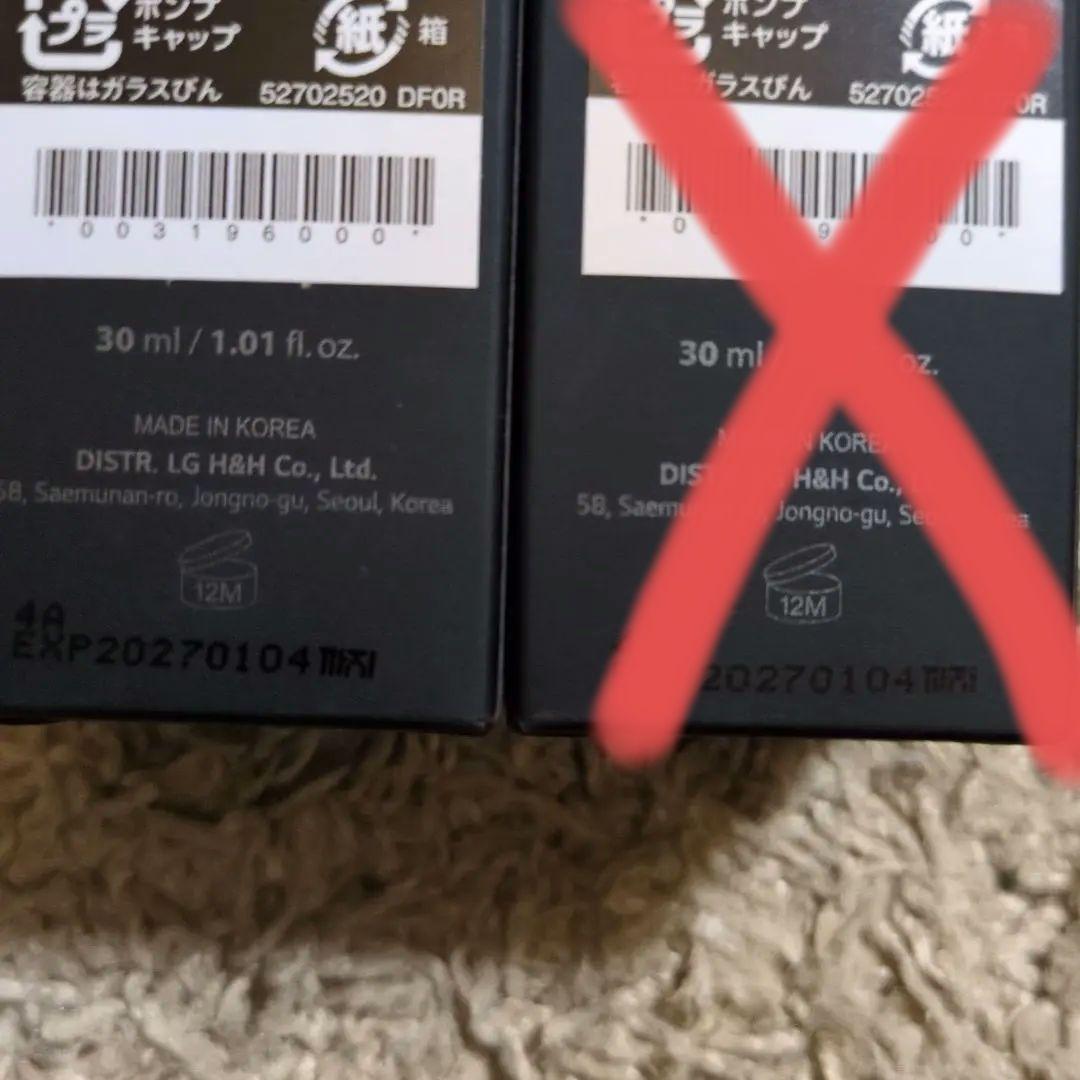 ポンプ
プラ キャップ 紙 箱
容器はガラスびん 52702520 DF0R
*003196000*
30 ml / 1.01 fl. oz.
MADE IN KOREA
DISTR. LG H&H Co., Ltd.
58, Saemunan-ro, Jongno-gu, Seoul, Korea
12M
4A
EXP20270104까지
ポンプ
プラ キャップ 紙
ガラスびん
30 ml oz.
H&H Co.,
58, Jongno-gu,
12M
20270104까지